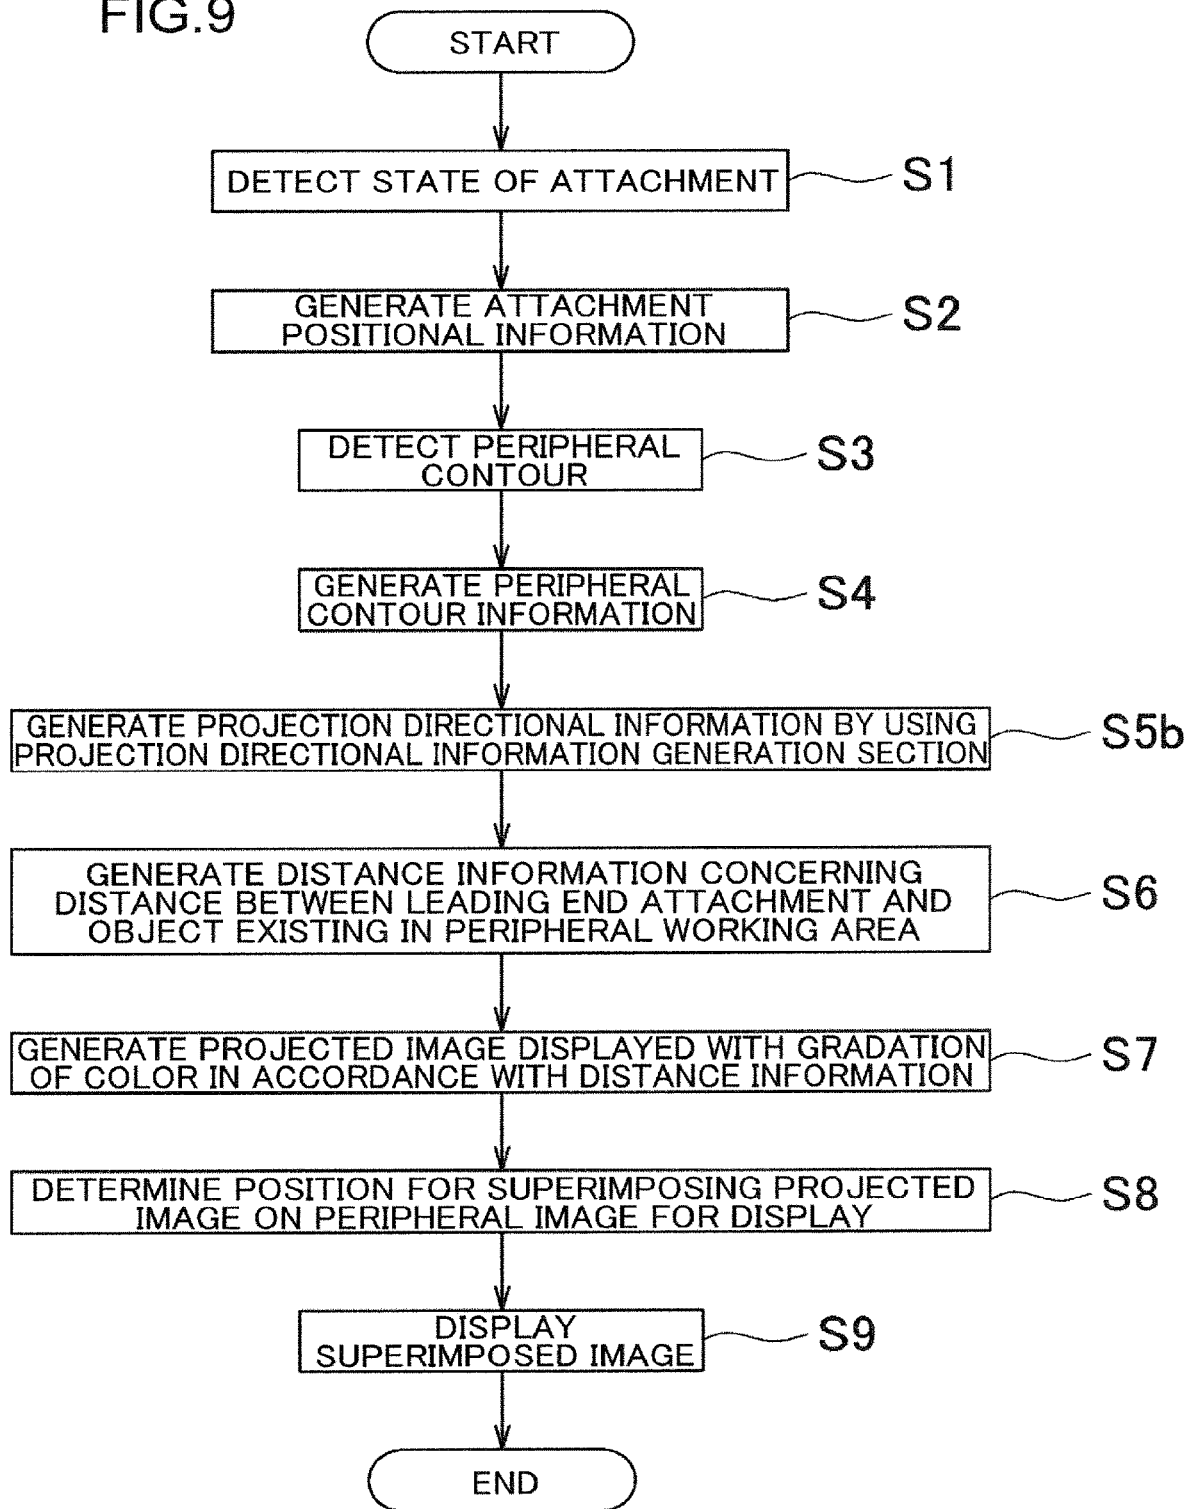 FIG.9
START
DETECT STATE OF ATTACHMENT
S1
GENERATE ATTACHMENT
POSITIONAL INFORMATION
S2
DETECT PERIPHERAL
CONTOUR
S3
GENERATE PERIPHERAL
CONTOUR INFORMATION
S4
GENERATE PROJECTION DIRECTIONAL INFORMATION BY USING
PROJECTION DIRECTIONAL INFORMATION GENERATION SECTION
S5b
GENERATE DISTANCE INFORMATION CONCERNING
DISTANCE BETWEEN LEADING END ATTACHMENT AND
OBJECT EXISTING IN PERIPHERAL WORKING AREA
S6
GENERATE PROJECTED IMAGE DISPLAYED WITH GRADATION
OF COLOR IN ACCORDANCE WITH DISTANCE INFORMATION
S7
DETERMINE POSITION FOR SUPERIMPOSING PROJECTED
IMAGE ON PERIPHERAL IMAGE FOR DISPLAY
S8
DISPLAY
SUPERIMPOSED IMAGE
S9
END